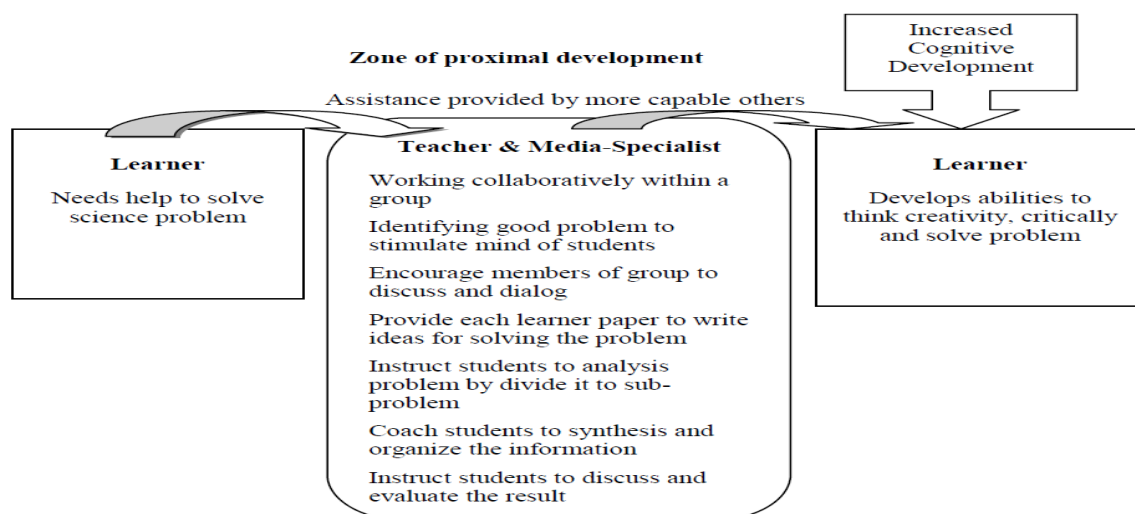 Zone of proximal development
Assistance provided by more capable others
Increased
Cognitive
Development
Learner
Needs help to solve
science problem
Teacher & Media-Specialist
Working collaboratively within a
group
Identifying good problem to
stimulate mind of students
Encourage members of group to
discuss and dialog
Provide each learner paper to write
ideas for solving the problem
Instruct students to analysis
problem by divide it to sub-
problem
Coach students to synthesis and
organize the information
Instruct students to discuss and
evaluate the result
Learner
Develops abilities to
think creativity, critically
and solve problem